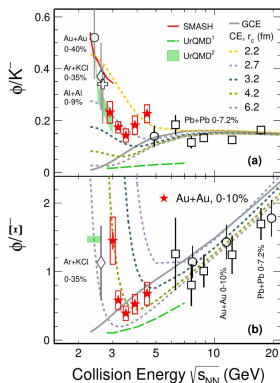 Au+Au
0-40%
Ar+KCl
0-35%
Al+Al
0-9%
SMASH
UrQMD¹
UrQMD²
GCE
CE, r_c (fm)
2.2
2.7
3.2
4.2
6.2
Pb+Pb 0-7.2%
(a)
ϕ/K⁻
0.6
0.4
0.2
0
Au+Au, 0-10%
Ar+KCl
0-35%
Au+Au
0-10%
Pb+Pb 0-7.2%
(b)
ϕ/Ξ⁻
2
1
0
2
3
4 5
10
20
Collision Energy √s_NN (GeV)